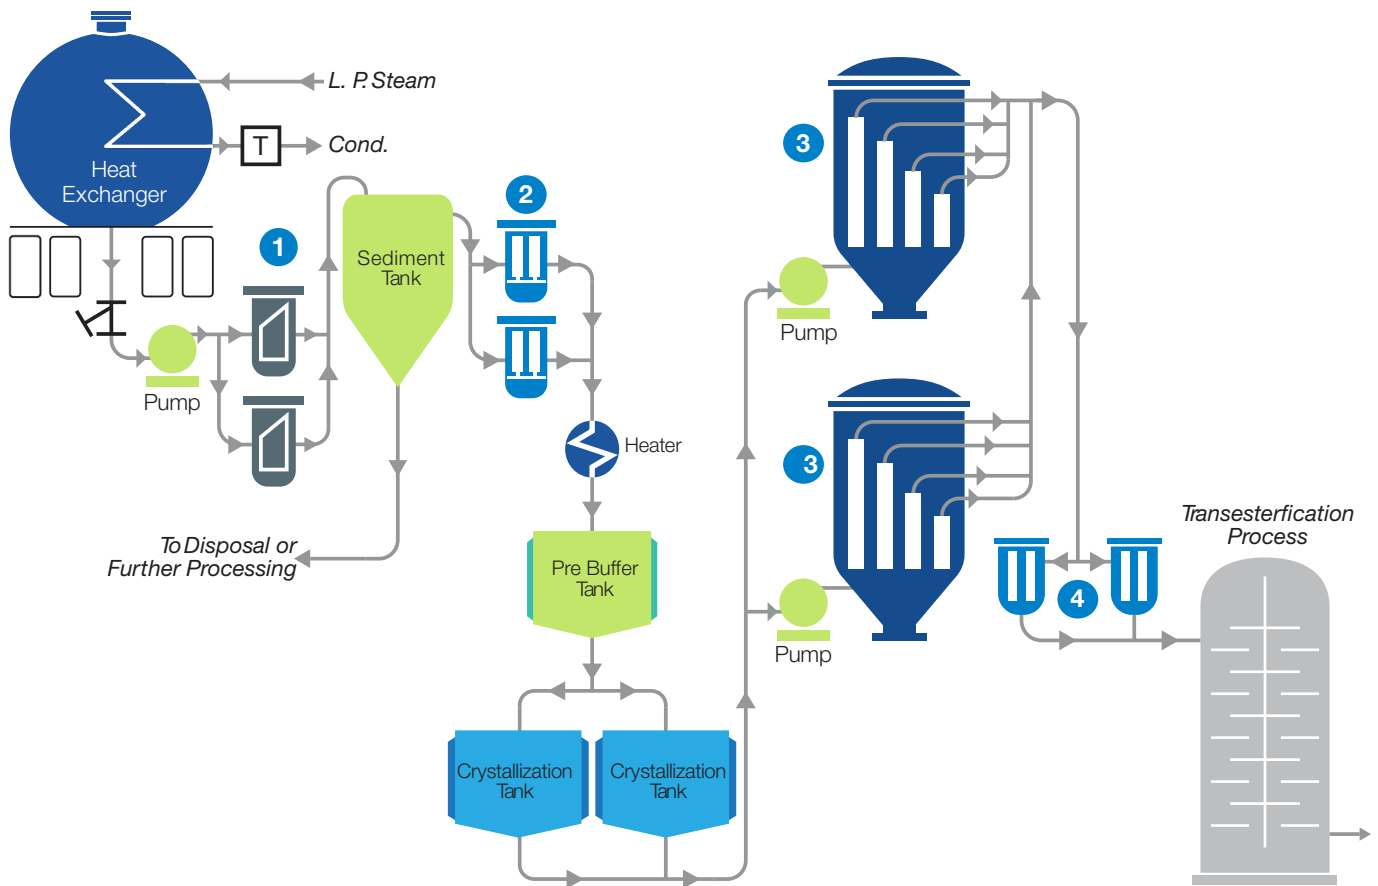 L. P. Steam
T
Cond.
Heat
Exchanger
1
2
3
Sediment
Tank
Pump
Pump
Heater
3
To Disposal or
Further Processing
Pre Buffer
Tank
Transesterfication
Process
4
Pump
Crystallization
Tank
Crystallization
Tank